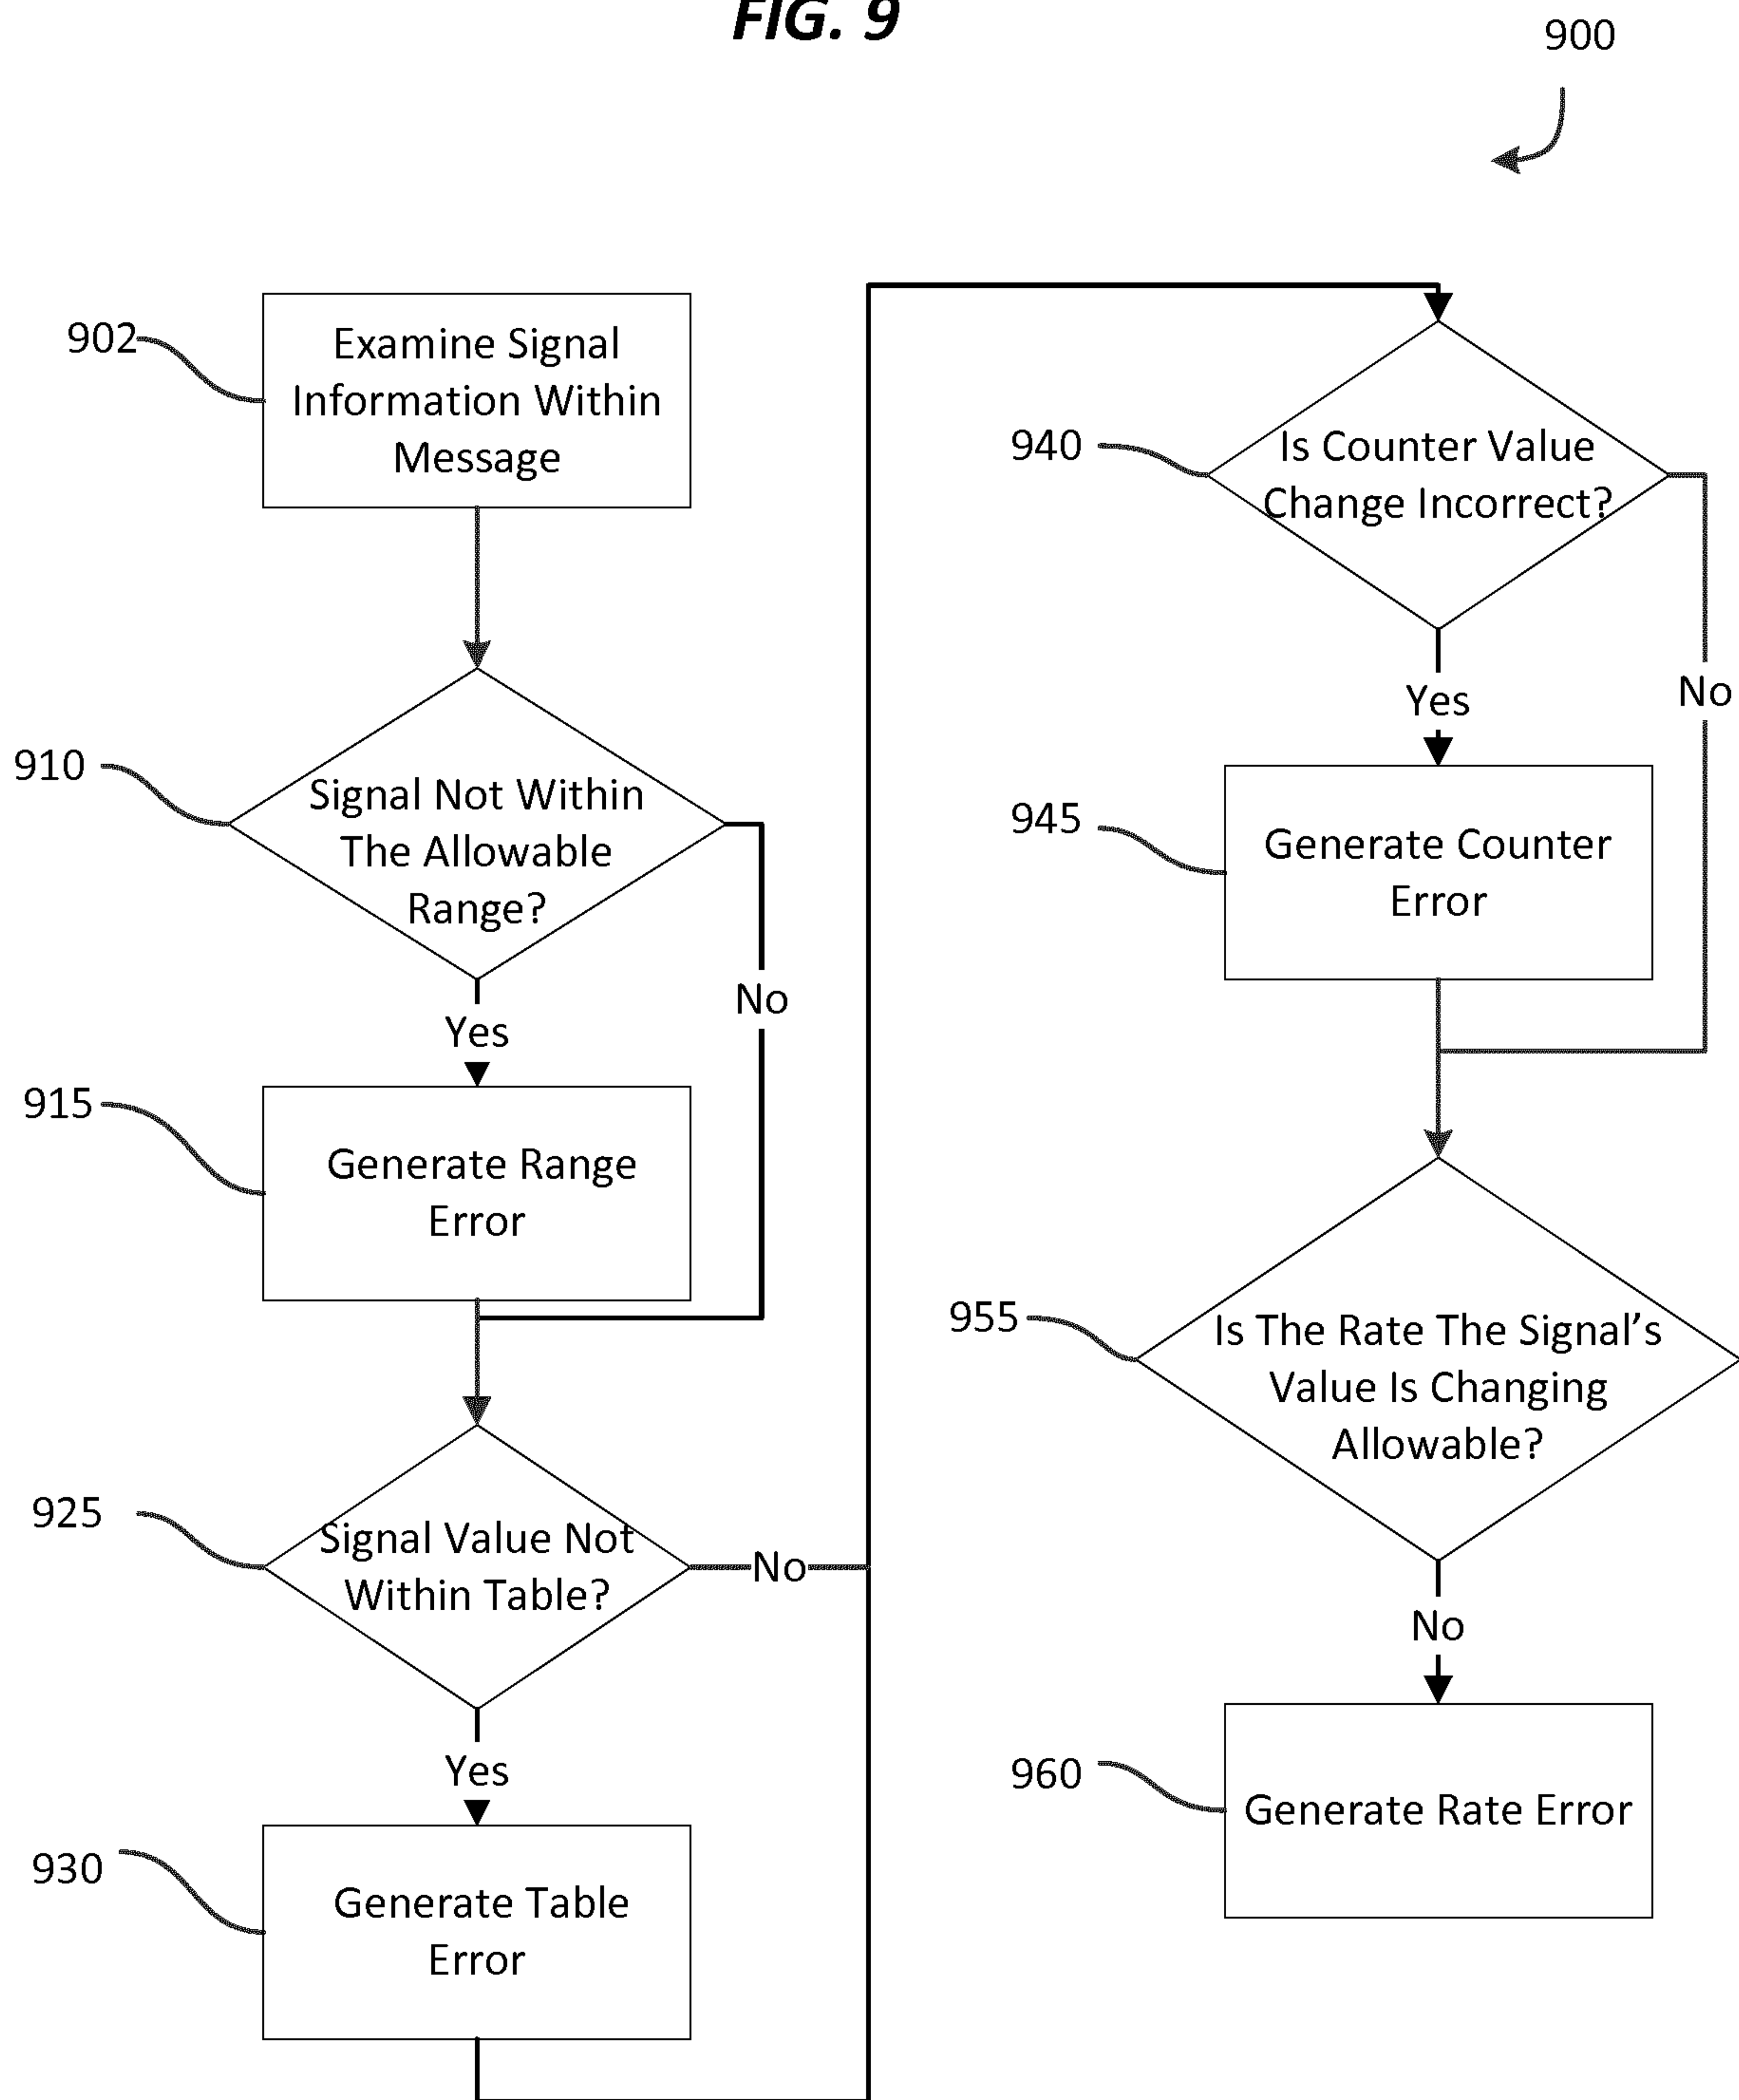 FIG. 9
900
902
Examine Signal
Information Within
Message
910
Signal Not Within
The Allowable
Range?
No
Yes
915
Generate Range
Error
925
Signal Value Not
Within Table?
No
Yes
930
Generate Table
Error
940
Is Counter Value
Change Incorrect?
No
Yes
945
Generate Counter
Error
955
Is The Rate The Signal’s
Value Is Changing
Allowable?
No
960
Generate Rate Error